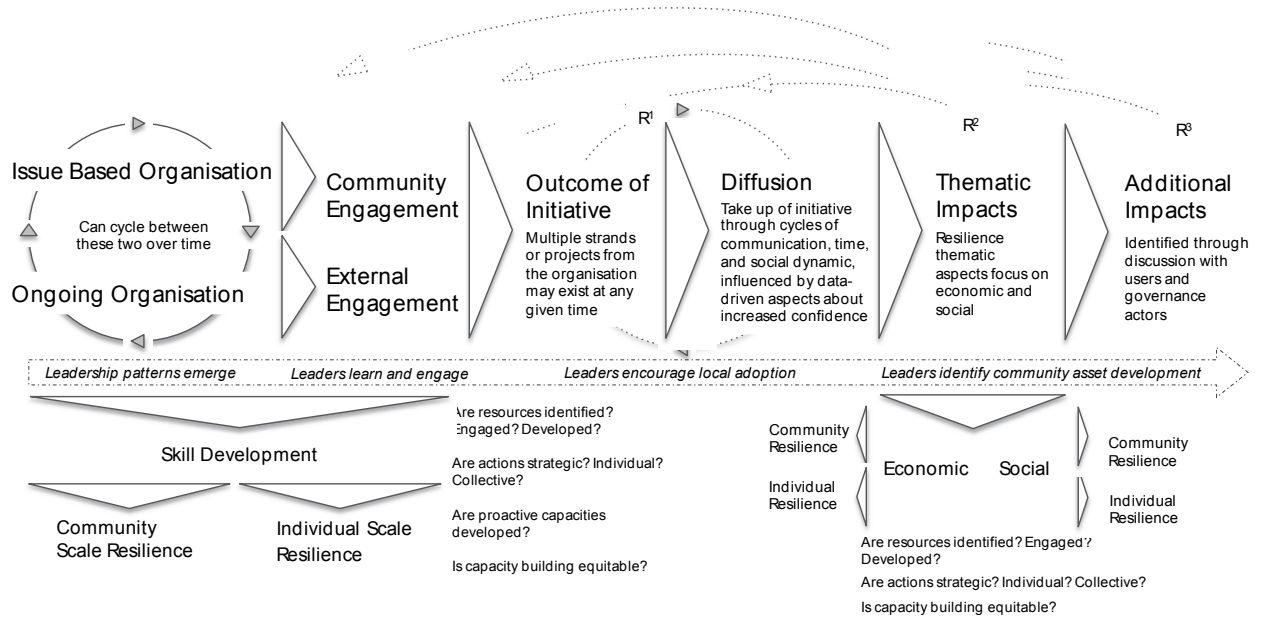 R¹
R²
R³
Issue Based Organisation
Can cycle between
these two over time
Ongoing Organisation
Community
Engagement
External
Engagement
Outcome of
Initiative
Multiple strands
or projects from
the organisation
may exist at any
given time
Diffusion
Take up of initiative
through cycles of
communication, time,
and social dynamic,
influenced by data-
driven aspects about
increased confidence
Thematic
Impacts
Resilience
thematic
aspects focus on
economic and
social
Additional
Impacts
Identified through
discussion with
users and
governance
actors
Leadership patterns emerge
Leaders learn and engage
Leaders encourage local adoption
Leaders identify community asset development
Skill Development
Community
Scale Resilience
Individual Scale
Resilience
Are resources identified?
Engaged? Developed?
Are actions strategic? Individual?
Collective?
Are proactive capacities
developed?
Is capacity building equitable?
Community
Resilience
Individual
Resilience
Economic
Social
Community
Resilience
Individual
Resilience
Are resources identified? Engaged?
Developed?
Are actions strategic? Individual? Collective?
Is capacity building equitable?